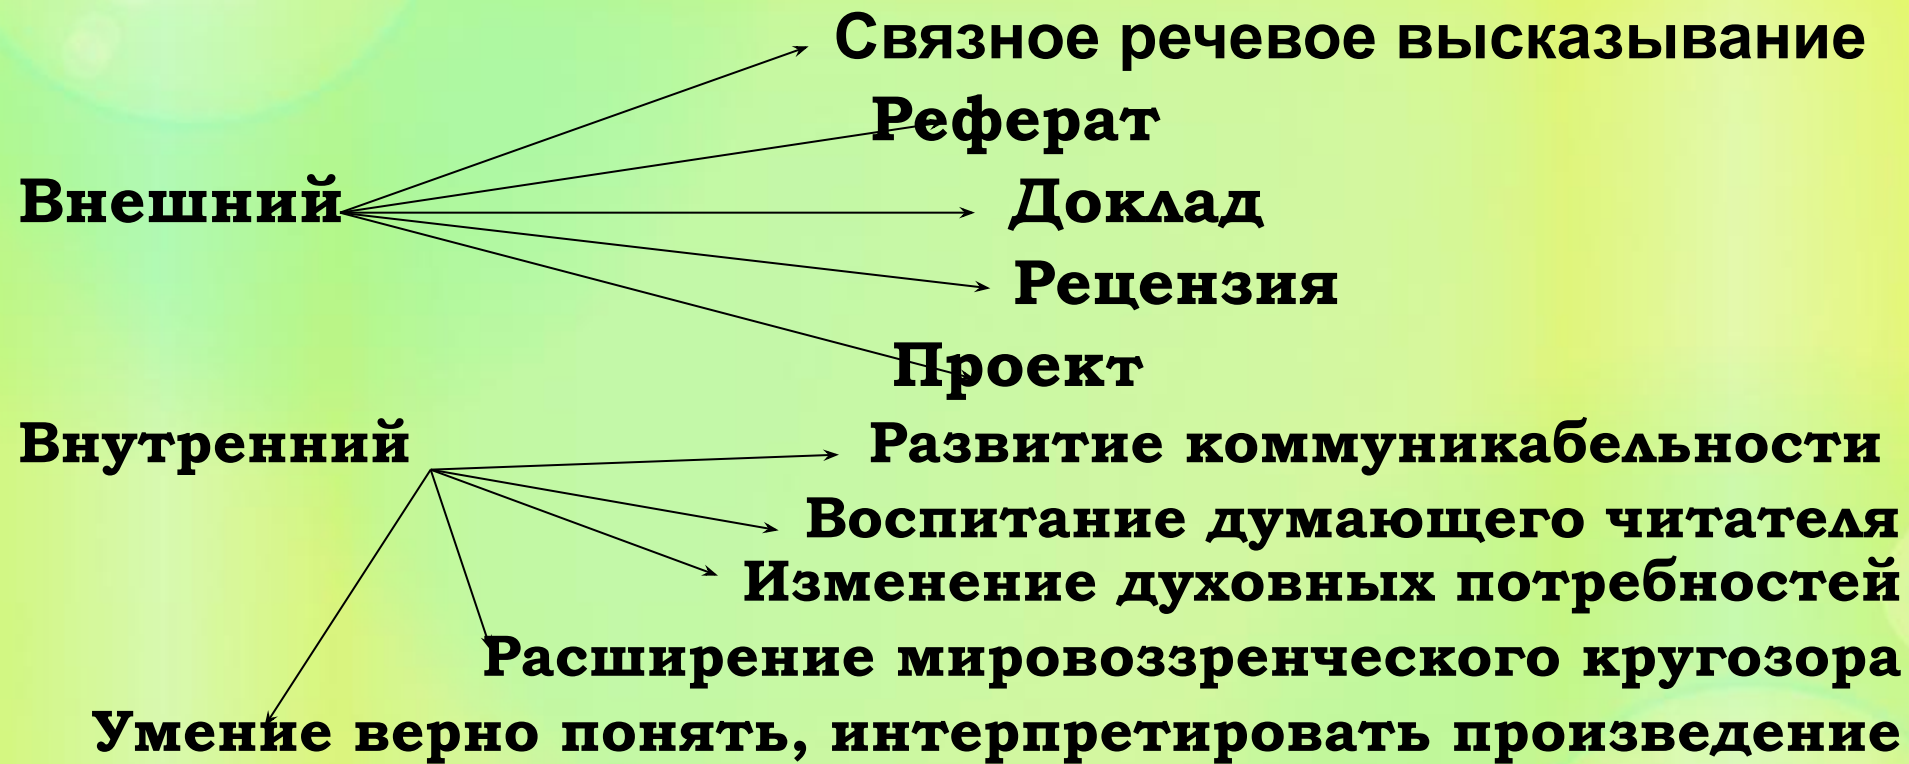 Связное речевое высказывание
Реферат
Внешний Доклад
Рецензия
Проект
Внутренний Развитие коммуникабельности
Воспитание думающего читателя
Изменение духовных потребностей
Расширение мировоззренческого кругозора
Умение верно понять, интерпретировать произведение